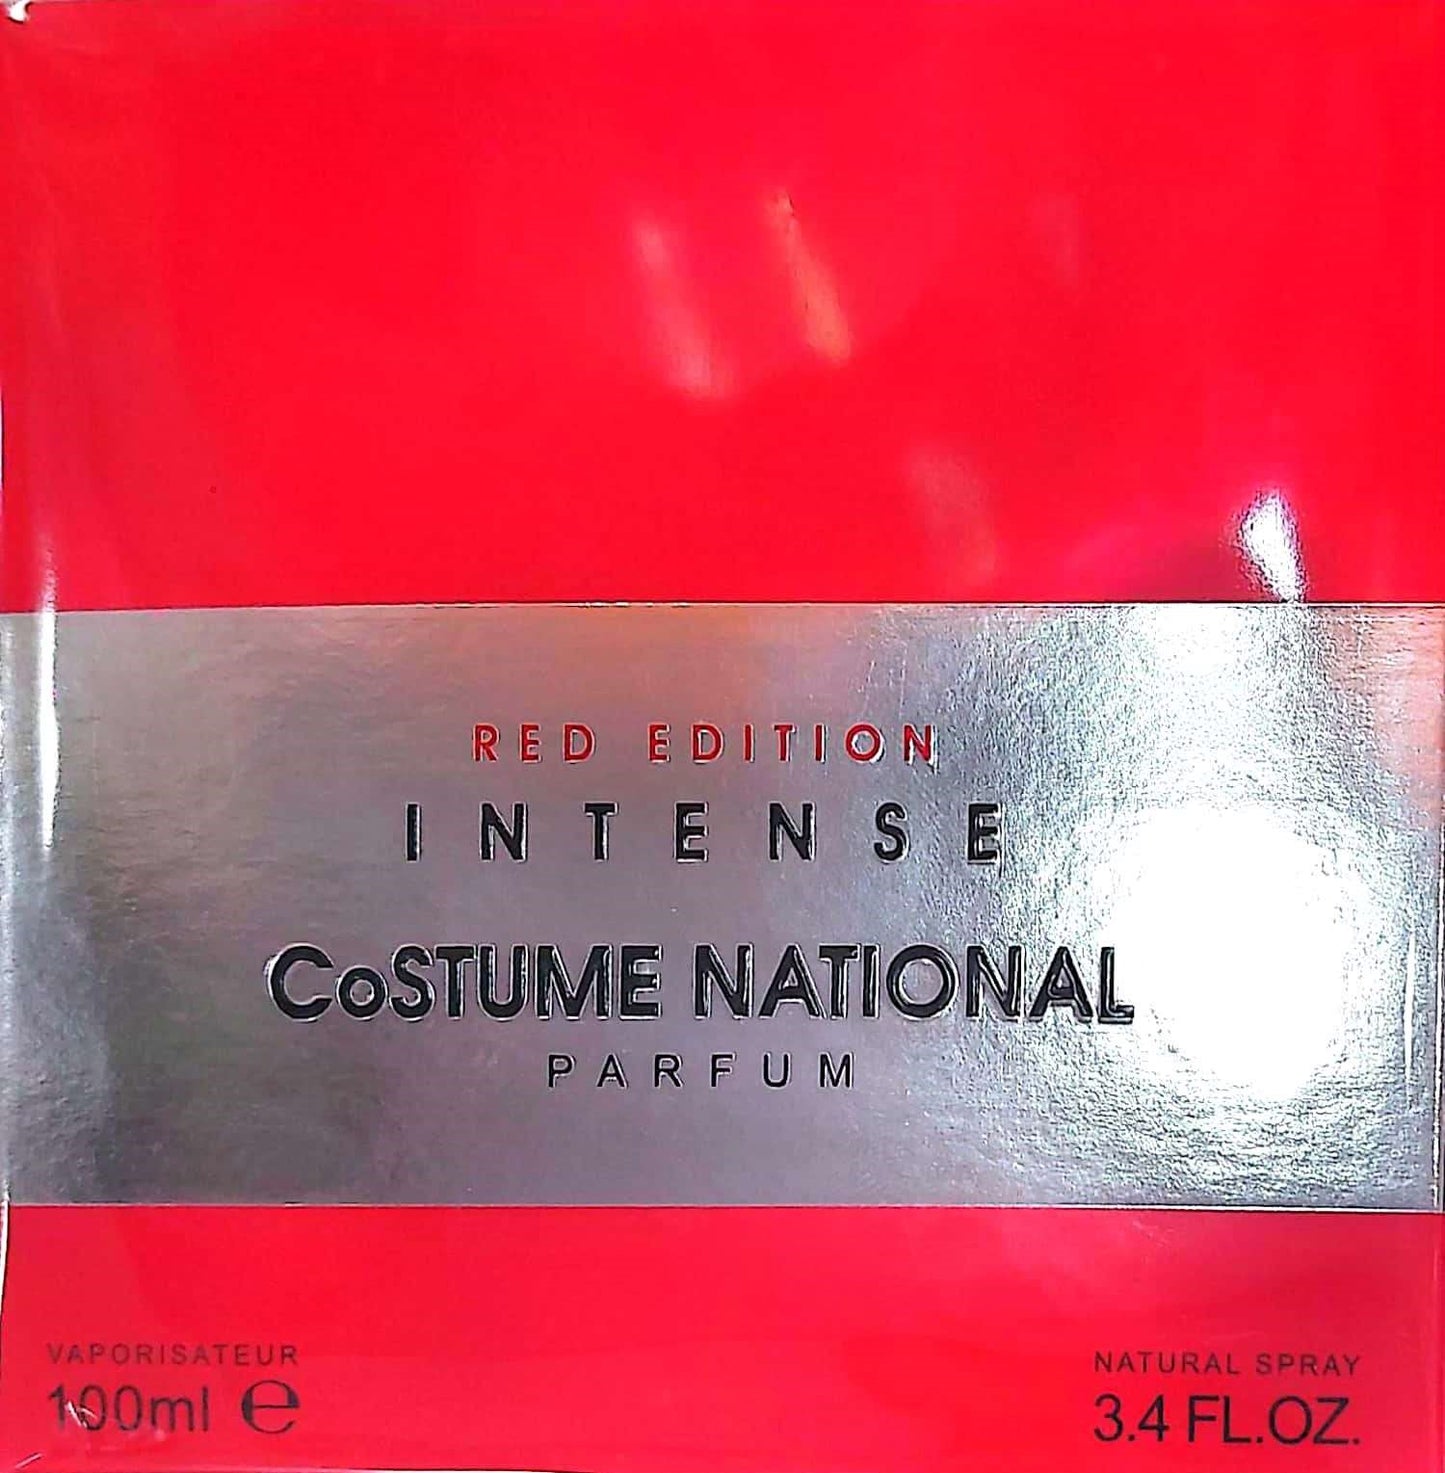 RED EDITION
INTENSE
CoSTUME NATIONAL
PARFUM
VAPORISATEUR
100ml ℮
NATURAL SPRAY
3.4 FL.OZ.